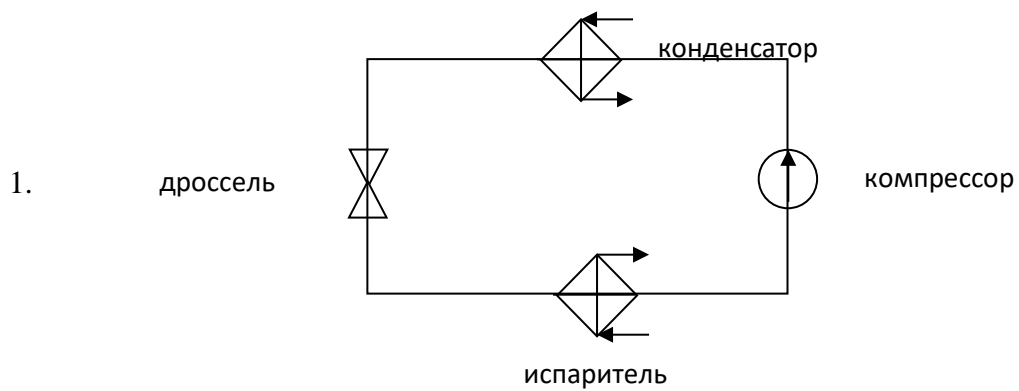 конденсатор
1.
дроссель
компрессор
испаритель